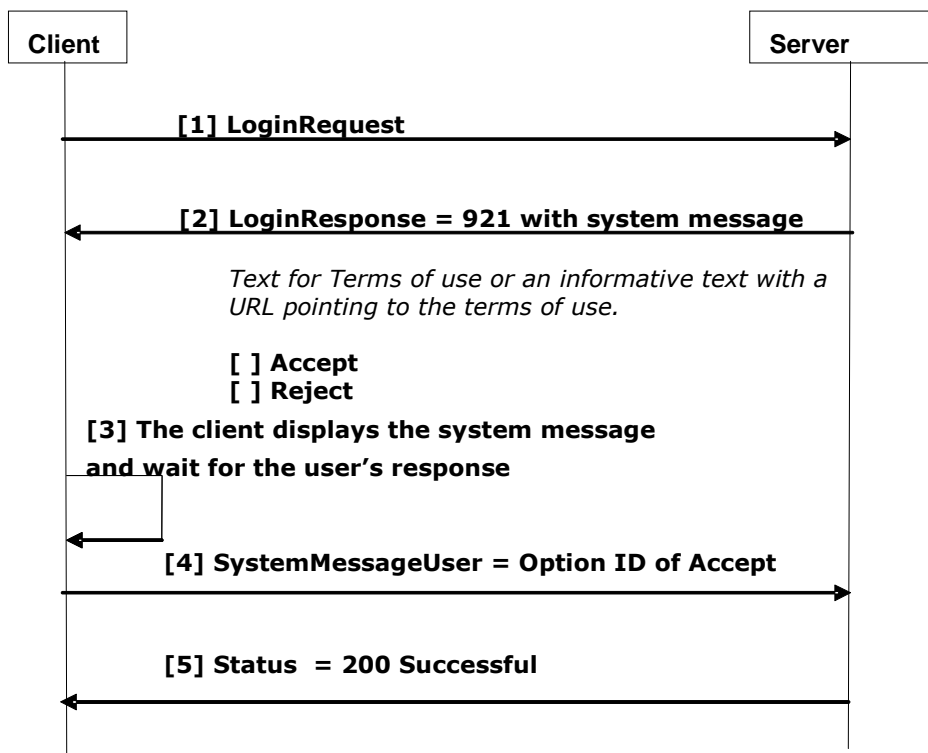 Client
Server
[1] LoginRequest
[2] LoginResponse = 921 with system message
Text for Terms of use or an informative text with a
URL pointing to the terms of use.
[ ] Accept
[ ] Reject
[3] The client displays the system message
and wait for the user’s response
[4] SystemMessageUser = Option ID of Accept
[5] Status = 200 Successful